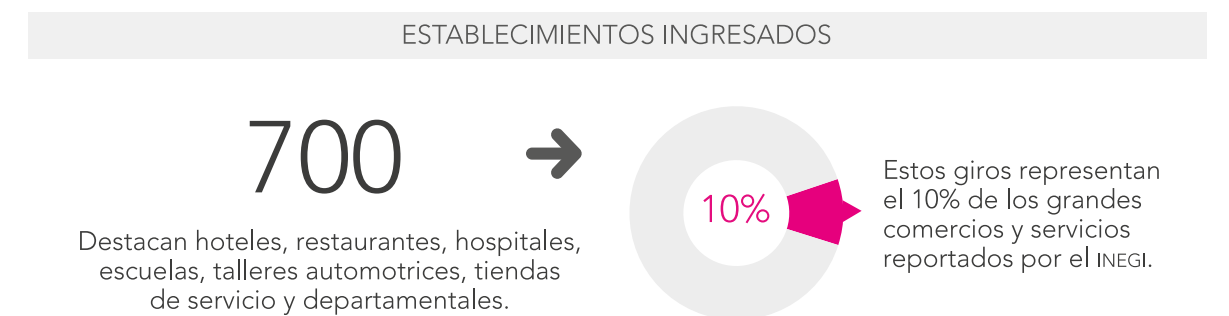 ESTABLECIMIENTOS INGRESADOS
700
Destacan hoteles, restaurantes, hospitales,
escuelas, talleres automotrices, tiendas
de servicio y departamentales.
10%
Estos giros representan
el 10% de los grandes
comercios y servicios
reportados por el INEGI.